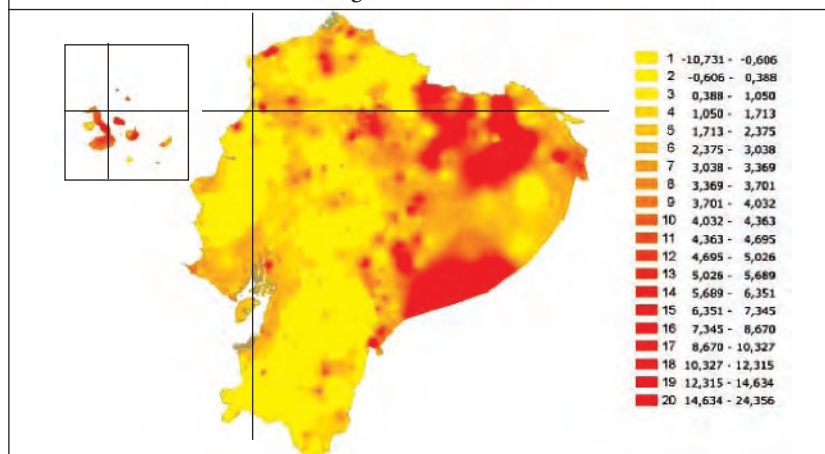 1 -10,731 - -0,606
2 -0,606 - 0,388
3 0,388 - 1,050
4 1,050 - 1,713
5 1,713 - 2,375
6 2,375 - 3,038
7 3,038 - 3,369
8 3,369 - 3,701
9 3,701 - 4,032
10 4,032 - 4,363
11 4,363 - 4,695
12 4,695 - 5,026
13 5,026 - 5,689
14 5,689 - 6,351
15 6,351 - 7,345
16 7,345 - 8,670
17 8,670 - 10,327
18 10,327 - 12,315
19 12,315 - 14,634
20 14,634 - 24,356